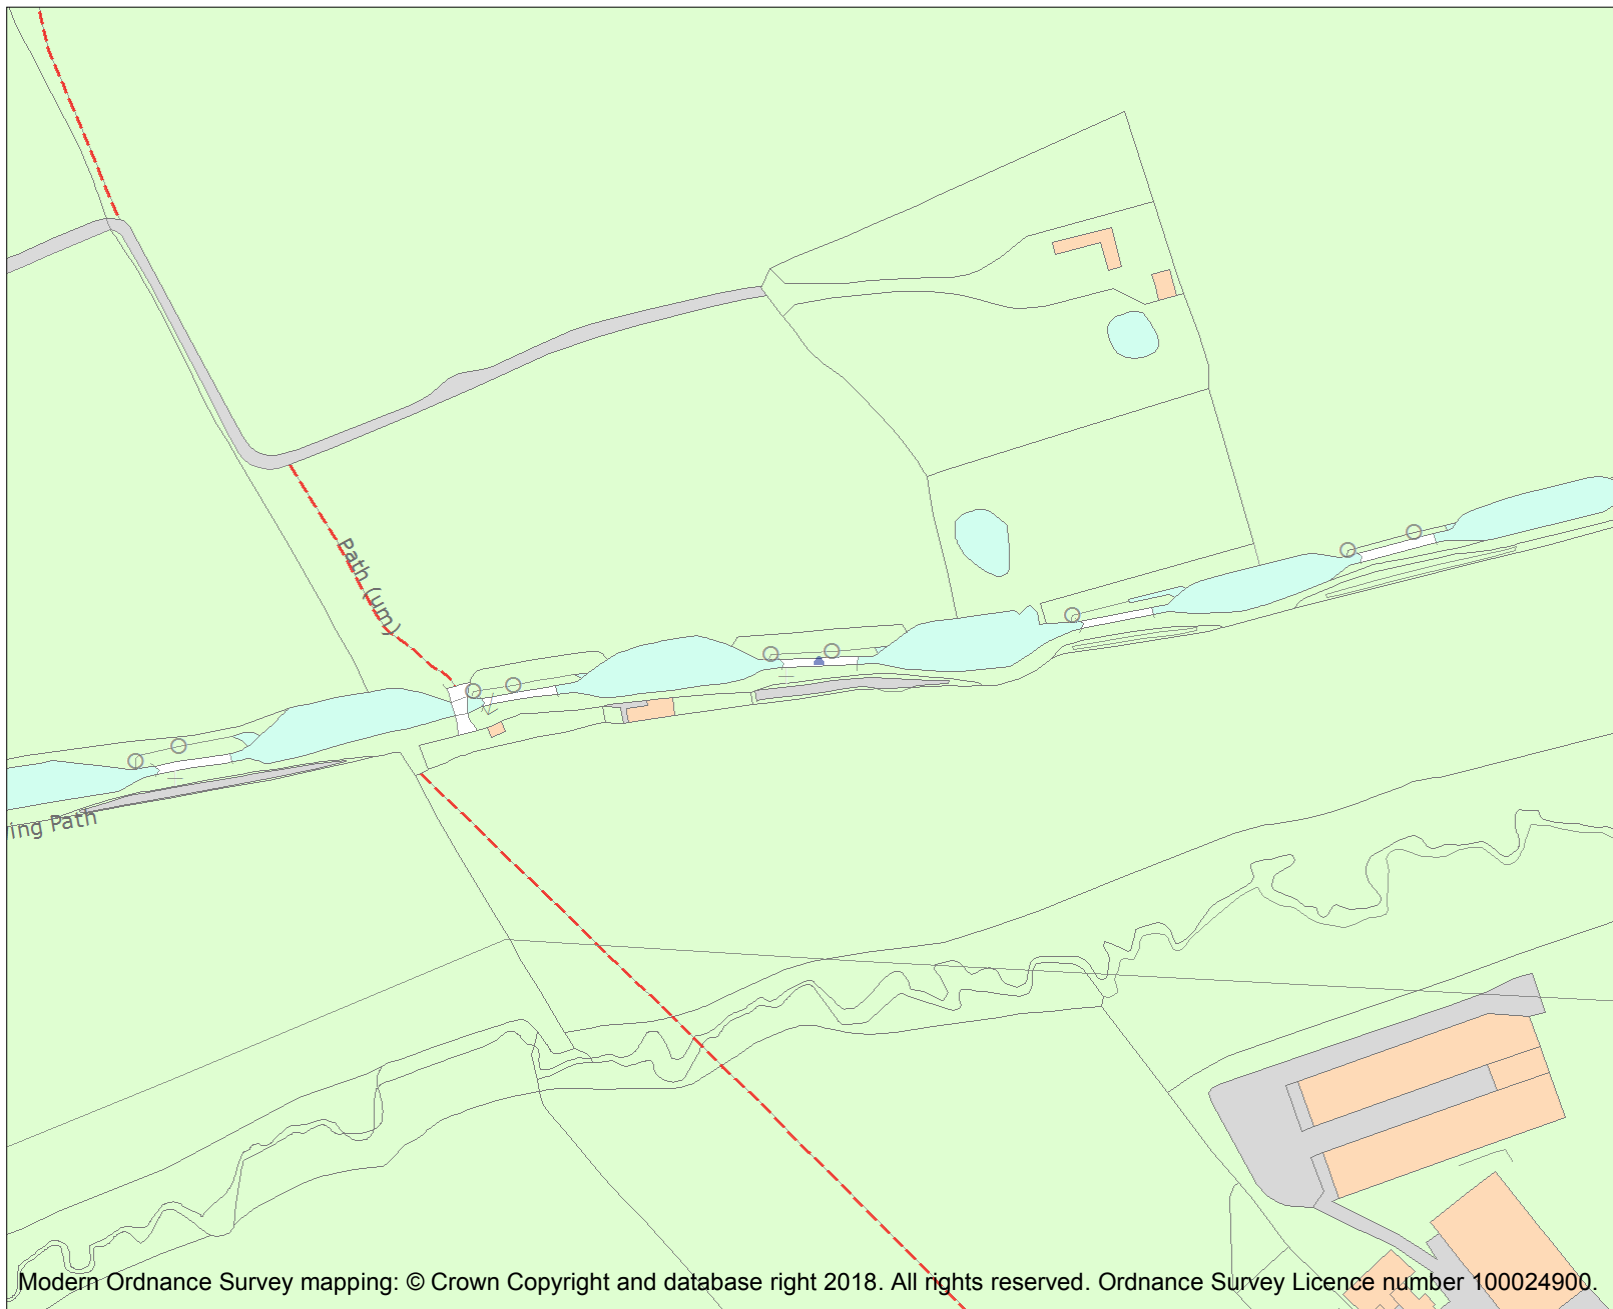 Path (um)
ing Path
Modern Ordnance Survey mapping: © Crown Copyright and database right 2018. All rights reserved. Ordnance Survey Licence number 100024900.